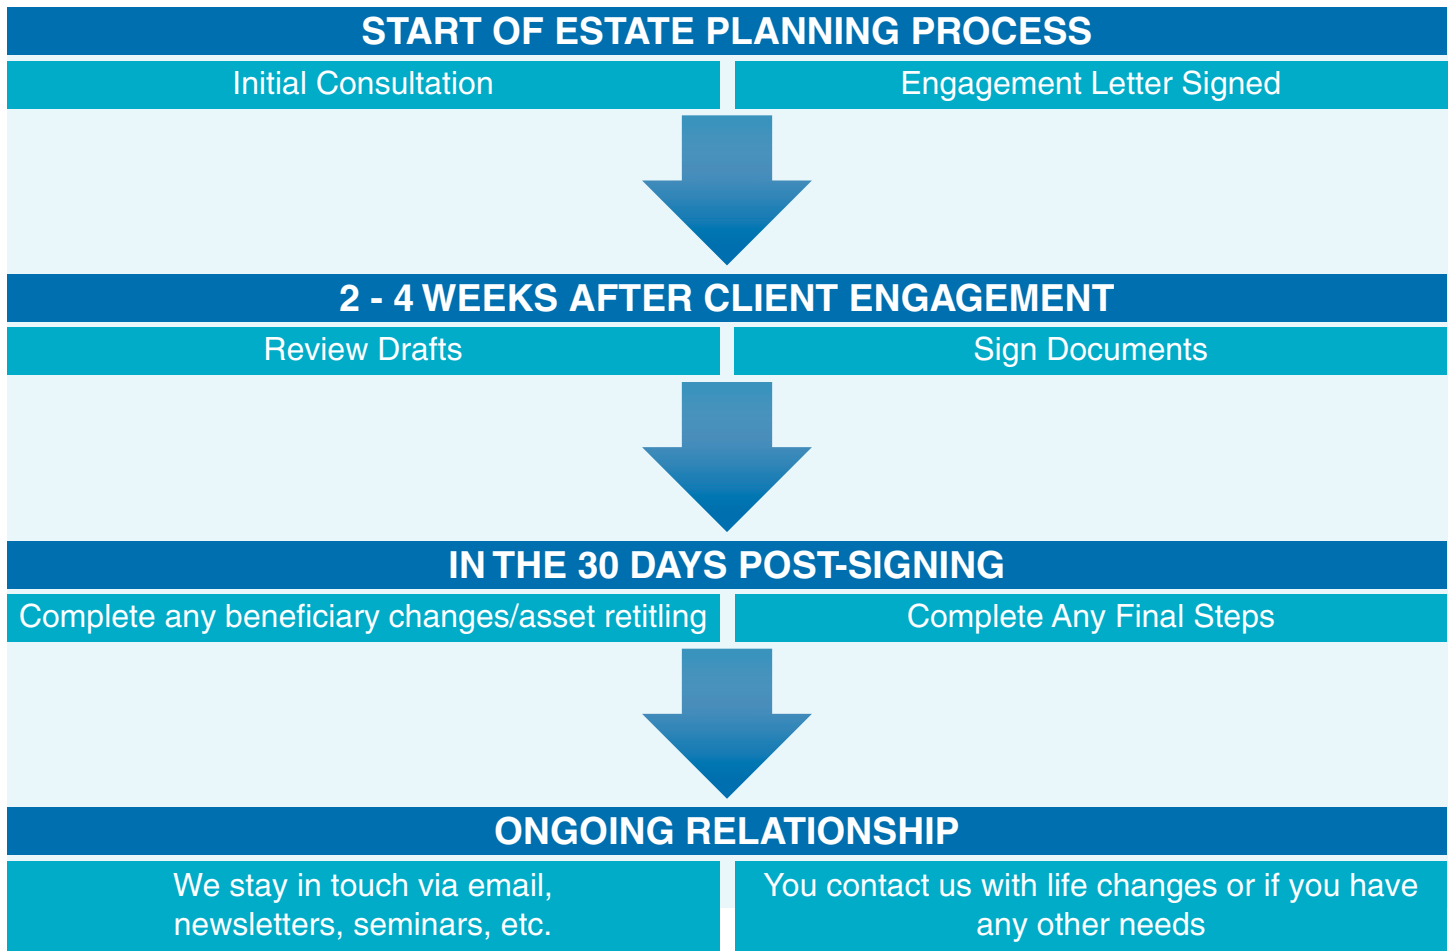 START OF ESTATE PLANNING PROCESS
Initial Consultation
Engagement Letter Signed
2 - 4 WEEKS AFTER CLIENT ENGAGEMENT
Review Drafts
Sign Documents
IN THE 30 DAYS POST-SIGNING
Complete any beneficiary changes/asset retitling
Complete Any Final Steps
ONGOING RELATIONSHIP
We stay in touch via email,
newsletters, seminars, etc.
You contact us with life changes or if you have
any other needs